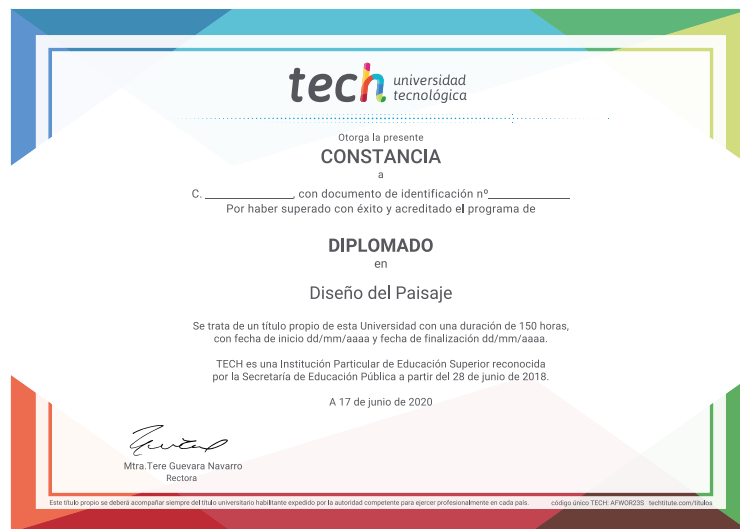 tech universidad
tecnológica
Otorga la presente
CONSTANCIA
a
C. ________________, con documento de identificación nº______________
Por haber superado con éxito y acreditado el programa de
DIPLOMADO
en
Diseño del Paisaje
Se trata de un título propio de esta Universidad con una duración de 150 horas,
con fecha de inicio dd/mm/aaaa y fecha de finalización dd/mm/aaaa.
TECH es una Institución Particular de Educación Superior reconocida
por la Secretaría de Educación Pública a partir del 28 de junio de 2018.
A 17 de junio de 2020
Mtra.Tere Guevara Navarro
Rectora
Este título propio se deberá acompañar siempre del título universitario habilitante expedido por la autoridad competente para ejercer profesionalmente en cada país. código único TECH: AFWOR23S techtitute.com/titulos